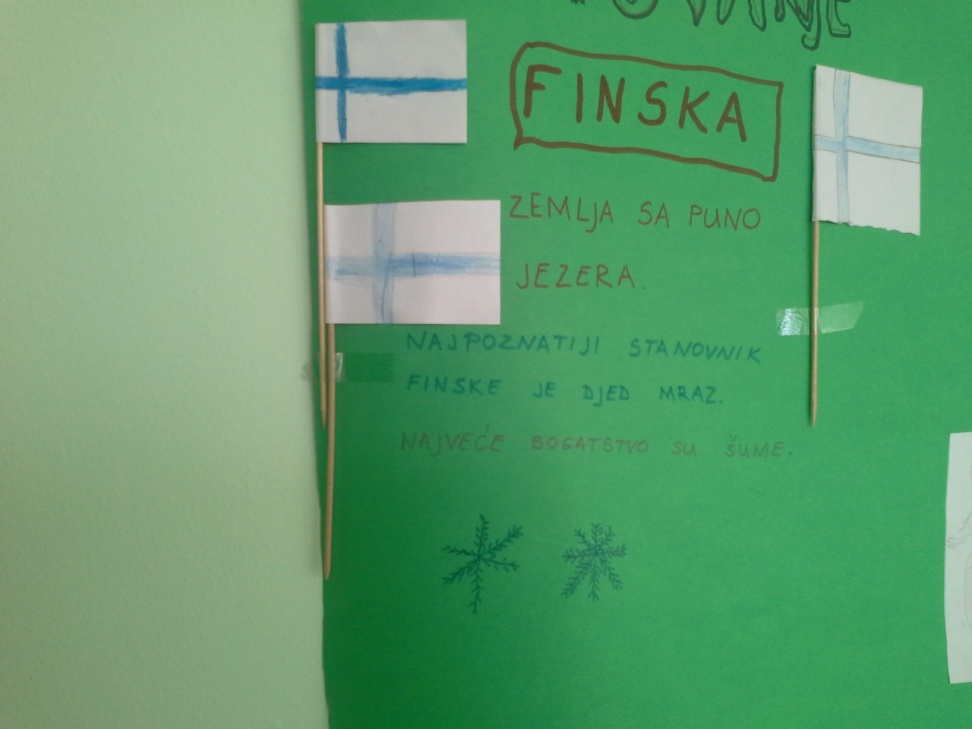 FINSKA
ZEMLJA SA PUNO
JEZERA.
NAJPOZNATIJI STANOVNIK
FINSKE JE DJED MRAZ.
NAJVEĆE BOGATSTVO SU ŠUME.